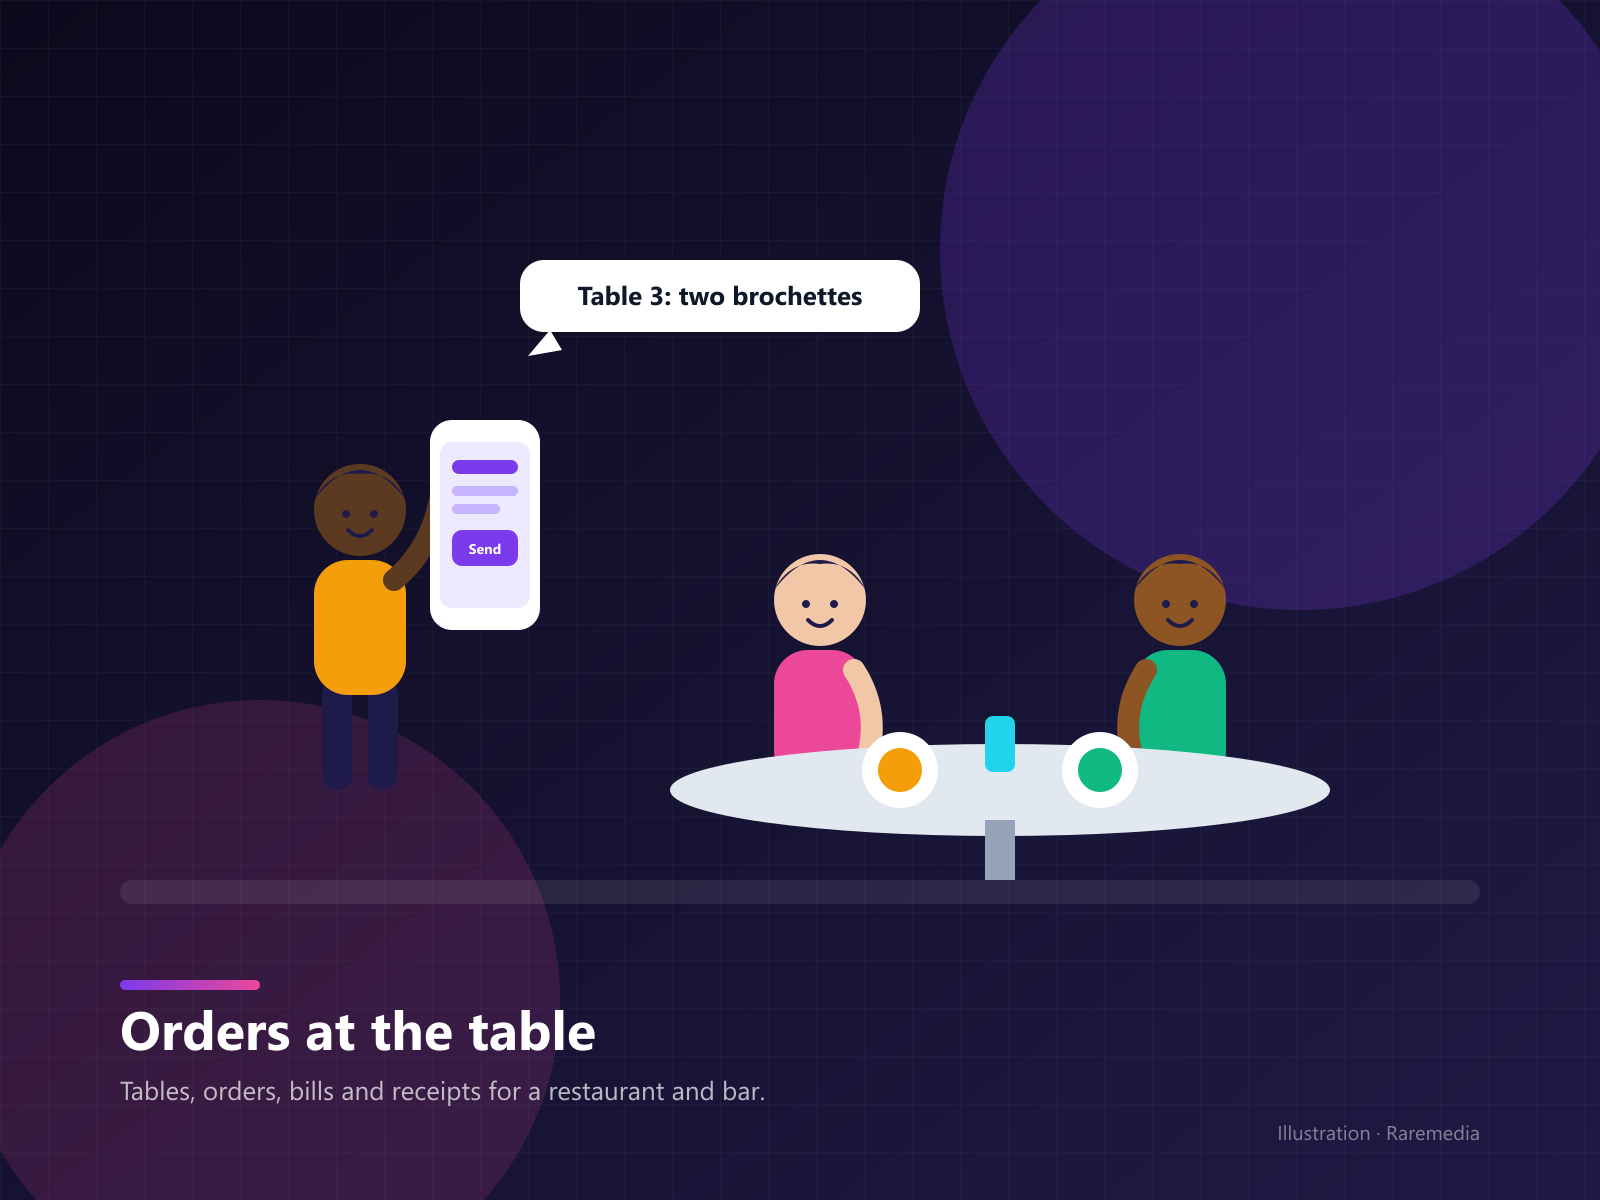 Table 3: two brochettes
Send
Orders at the table
Tables, orders, bills and receipts for a restaurant and bar.
Illustration · Raremedia